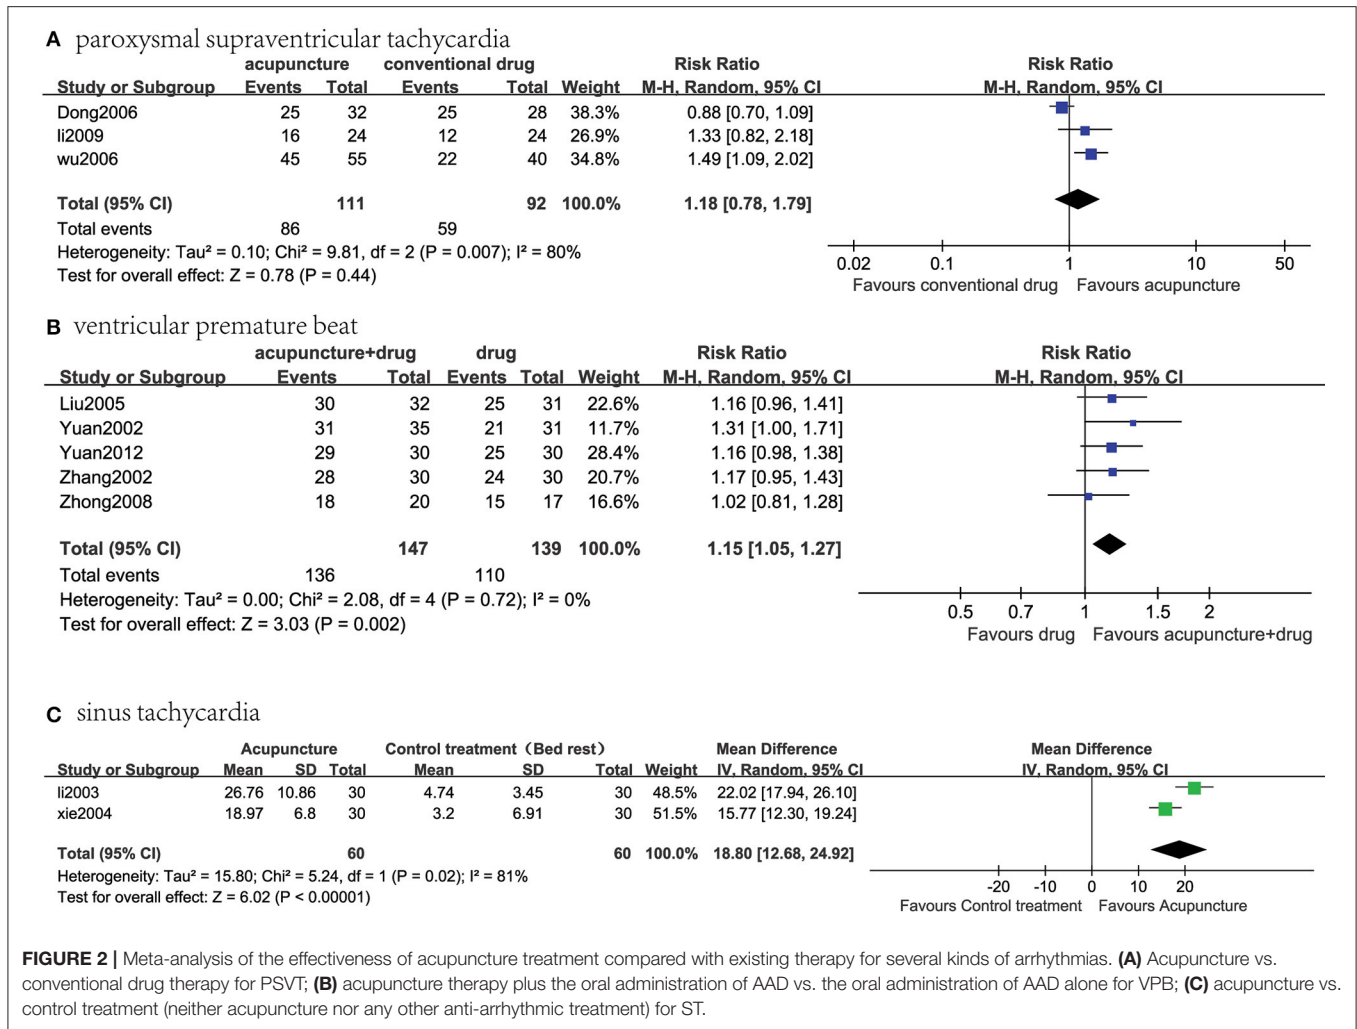 A paroxysmal supraventricular tachycardia
acupuncture conventional drug Risk Ratio Risk Ratio
Study or Subgroup Events Total Events Total Weight M-H, Random, 95% CI M-H, Random, 95% CI
Dong2006 25 32 25 28 38.3% 0.88 [0.70, 1.09]
li2009 16 24 12 24 26.9% 1.33 [0.82, 2.18]
wu2006 45 55 22 40 34.8% 1.49 [1.09, 2.02]
Total (95% CI) 111 92 100.0% 1.18 [0.78, 1.79]
Total events 86 59
Heterogeneity: Tau² = 0.10; Chi² = 9.81, df = 2 (P = 0.007); I² = 80%
Test for overall effect: Z = 0.78 (P = 0.44)
0.02 0.1 1 10 50
Favours conventional drug Favours acupuncture
B ventricular premature beat
acupuncture+drug drug Risk Ratio Risk Ratio
Study or Subgroup Events Total Events Total Weight M-H, Random, 95% CI M-H, Random, 95% CI
Liu2005 30 32 25 31 22.6% 1.16 [0.96, 1.41]
Yuan2002 31 35 21 31 11.7% 1.31 [1.00, 1.71]
Yuan2012 29 30 25 30 28.4% 1.16 [0.98, 1.38]
Zhang2002 28 30 24 30 20.7% 1.17 [0.95, 1.43]
Zhong2008 18 20 15 17 16.6% 1.02 [0.81, 1.28]
Total (95% CI) 147 139 100.0% 1.15 [1.05, 1.27]
Total events 136 110
Heterogeneity: Tau² = 0.00; Chi² = 2.08, df = 4 (P = 0.72); I² = 0%
Test for overall effect: Z = 3.03 (P = 0.002)
0.5 0.7 1 1.5 2
Favours drug Favours acupuncture+drug
C sinus tachycardia
Acupuncture Control treatment（Bed rest） Mean Difference Mean Difference
Study or Subgroup Mean SD Total Mean SD Total Weight IV, Random, 95% CI IV, Random, 95% CI
li2003 26.76 10.86 30 4.74 3.45 30 48.5% 22.02 [17.94, 26.10]
xie2004 18.97 6.8 30 3.2 6.91 30 51.5% 15.77 [12.30, 19.24]
Total (95% CI) 60 60 100.0% 18.80 [12.68, 24.92]
Heterogeneity: Tau² = 15.80; Chi² = 5.24, df = 1 (P = 0.02); I² = 81%
Test for overall effect: Z = 6.02 (P < 0.00001)
-20 -10 0 10 20
Favours Control treatment Favours Acupuncture
FIGURE 2 | Meta-analysis of the effectiveness of acupuncture treatment compared with existing therapy for several kinds of arrhythmias. (A) Acupuncture vs.
conventional drug therapy for PSVT; (B) acupuncture therapy plus the oral administration of AAD vs. the oral administration of AAD alone for VPB; (C) acupuncture vs.
control treatment (neither acupuncture nor any other anti-arrhythmic treatment) for ST.